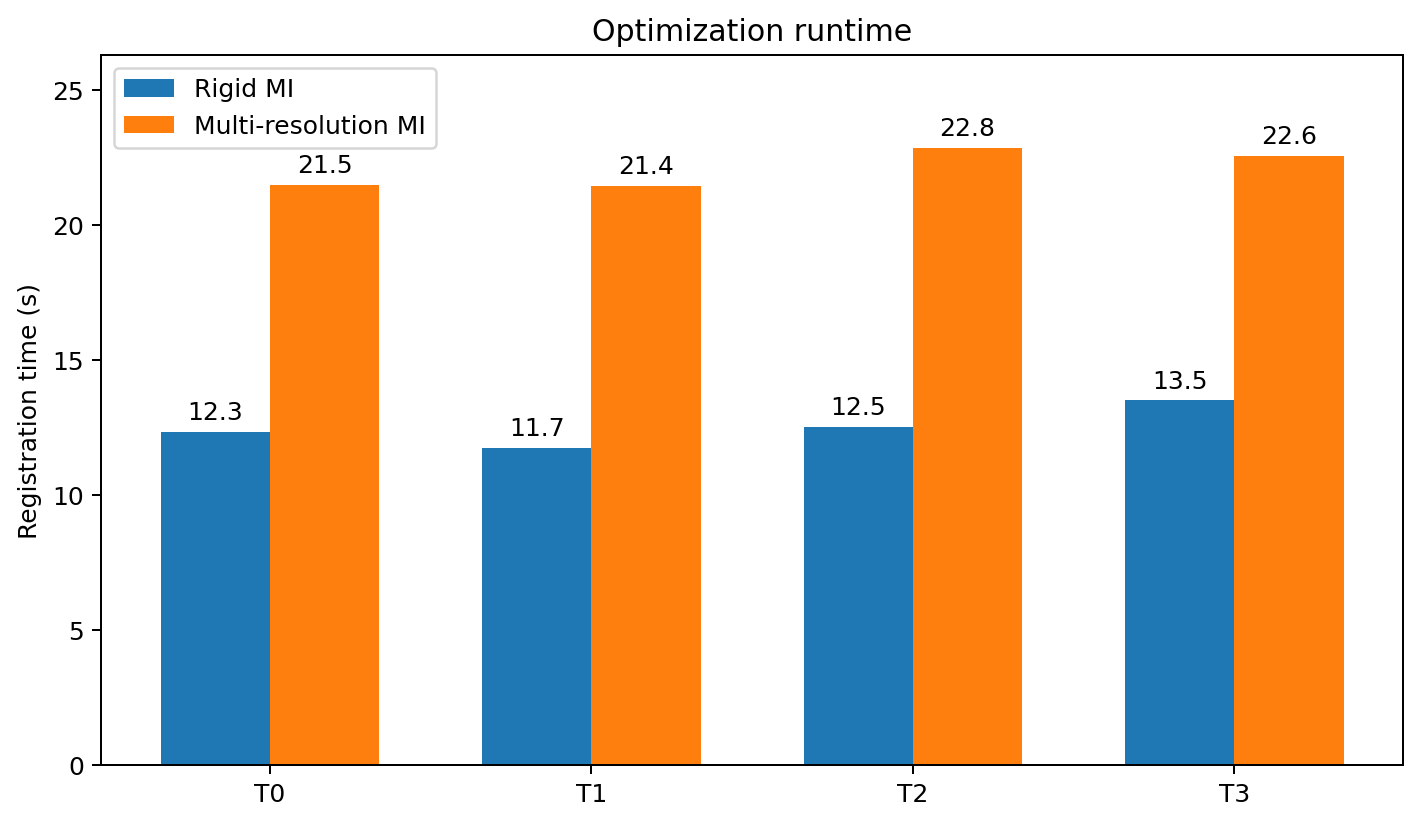 Optimization runtime
Rigid MI
Multi-resolution MI
Registration time (s)
25
20
15
10
5
0
12.3
21.5
11.7
21.4
12.5
22.8
13.5
22.6
T0
T1
T2
T3